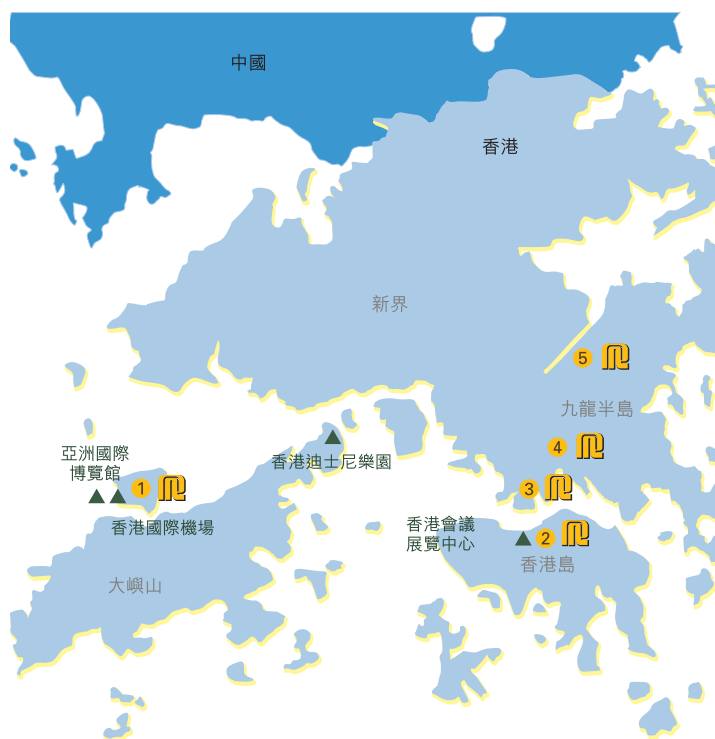 中國
香港
新界
5
九龍半島
4
亞洲國際
博覽館
香港迪士尼樂園
1
3
香港國際機場
香港會議
展覽中心
2
香港島
大嶼山